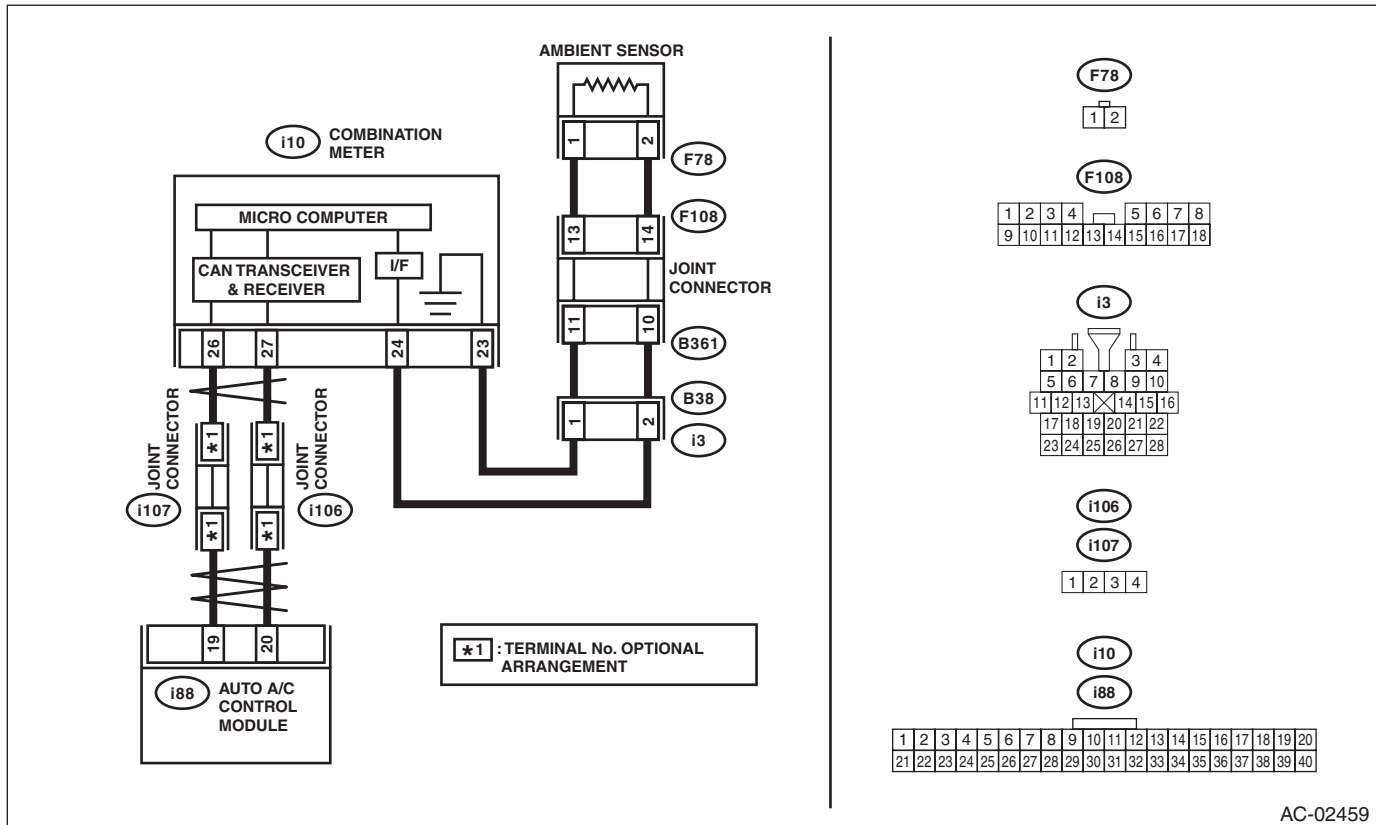 AMBIENT SENSOR
1 2
F78
F108
13 14
JOINT
CONNECTOR
11 10
B361
B38
1 2
i3
i10 COMBINATION
METER
MICRO COMPUTER
CAN TRANSCEIVER
& RECEIVER
I/F
26 27 24 23
JOINT
CONNECTOR
i107
*1
*1
JOINT
CONNECTOR
i106
*1
*1
19 20
i88 AUTO A/C
CONTROL
MODULE
*1 : TERMINAL No. OPTIONAL
ARRANGEMENT
F78
1 2
F108
1 2 3 4 5 6 7 8
9 10 11 12 13 14 15 16 17 18
i3
1 2 3 4
5 6 7 8 9 10
11 12 13 14 15 16
17 18 19 20 21 22
23 24 25 26 27 28
i106
i107
1 2 3 4
i10
i88
1 2 3 4 5 6 7 8 9 10 11 12 13 14 15 16 17 18 19 20
21 22 23 24 25 26 27 28 29 30 31 32 33 34 35 36 37 38 39 40
AC-02459